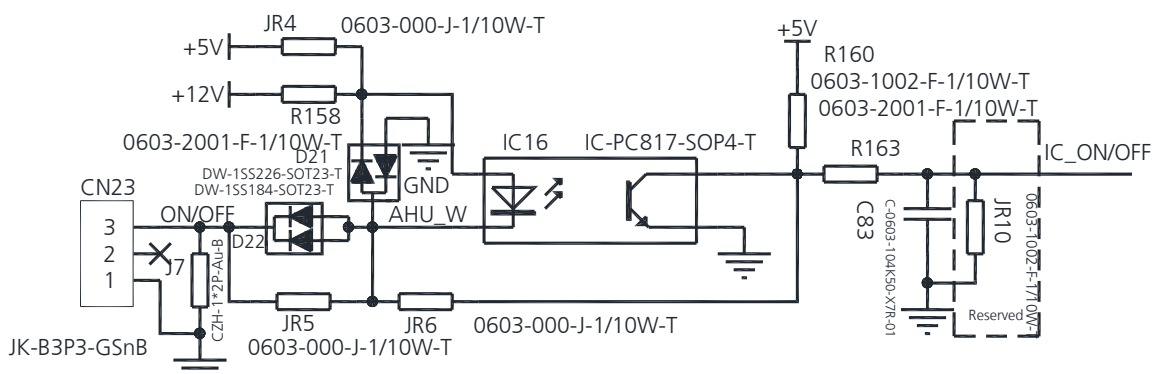 JR4
0603-000-J-1/10W-T
+5V
+5V
R160
+12V
0603-1002-F-1/10W-T
R158
0603-2001-F-1/10W-T
0603-2001-F-1/10W-T
D21
IC16
IC-PC817-SOP4-T
R163
IC_ON/OFF
DW-1SS226-SOT23-T
DW-1SS184-SOT23-T
GND
CN23
ON/OFF
AHU_W
3
D22
C83
C-0603-104K50-X7R-01
JR10
0603-1002-F-1/10W-
2
J7
CZH-1*2P-Au-B
1
JR5
JR6
0603-000-J-1/10W-T
Reserved
JK-B3P3-GSnB
0603-000-J-1/10W-T